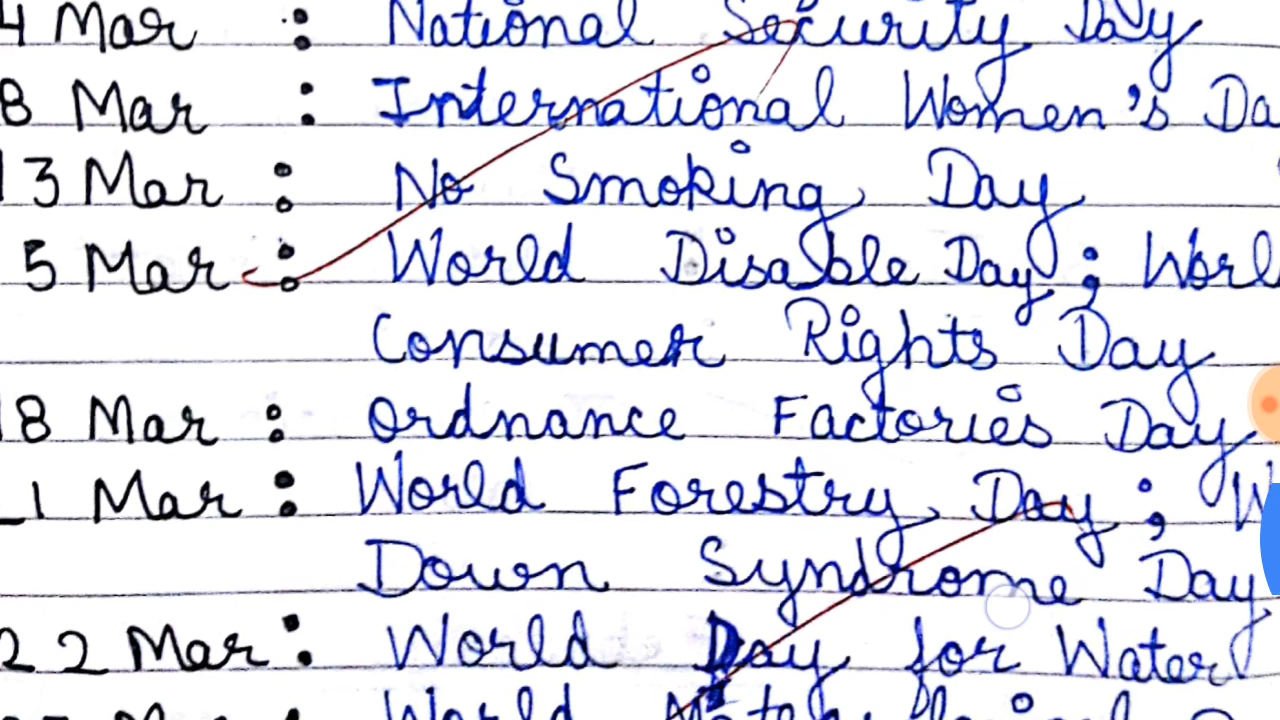 4 Mar : National Security Day
8 Mar : International Women's Da
13 Mar : No Smoking Day
5 Mar : World Disable Day ; Worl
Consumer Rights Day
18 Mar : Ordnance Factories Day
1 Mar : World Forestry Day ; W
Down Syndrome Day
22 Mar : World Day for Water
Mar : World